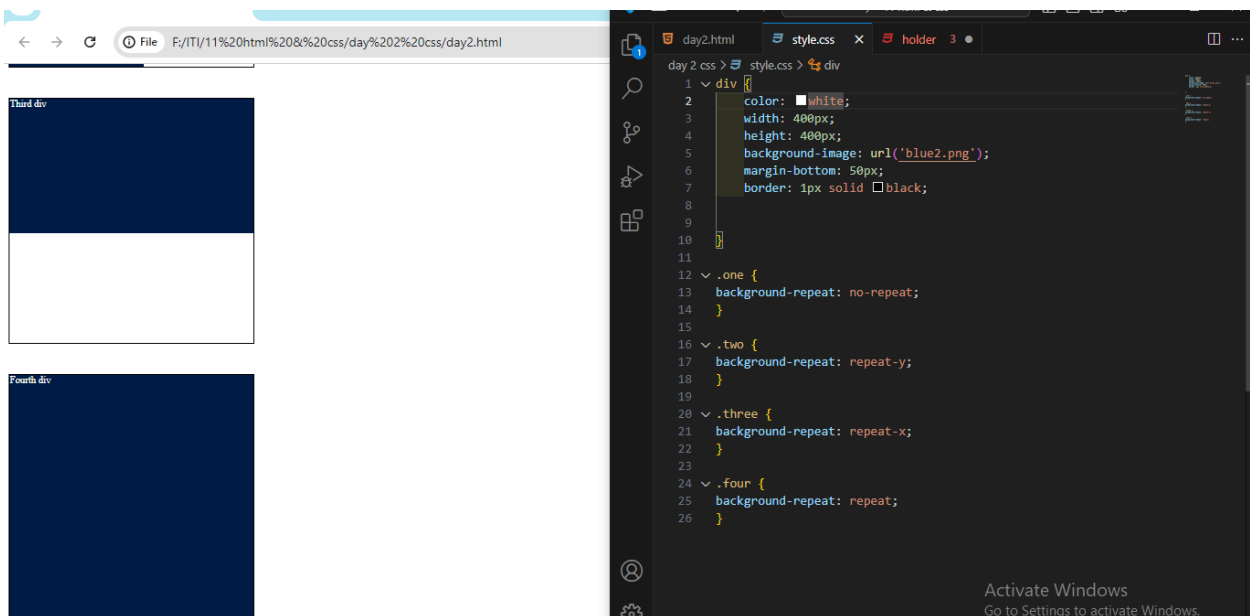 File F:/ITI/11%20html%20&%20css/day%202%20css/day2.html
Third div
Fourth div
day2.html style.css holder 3
day 2 css > style.css > div
1 div {
2 color: white;
3 width: 400px;
4 height: 400px;
5 background-image: url('blue2.png');
6 margin-bottom: 50px;
7 border: 1px solid black;
8
9
10 }
11
12 .one {
13 background-repeat: no-repeat;
14 }
15
16 .two {
17 background-repeat: repeat-y;
18 }
19
20 .three {
21 background-repeat: repeat-x;
22 }
23
24 .four {
25 background-repeat: repeat;
26 }
1
Activate Windows
Go to Settings to activate Windows.